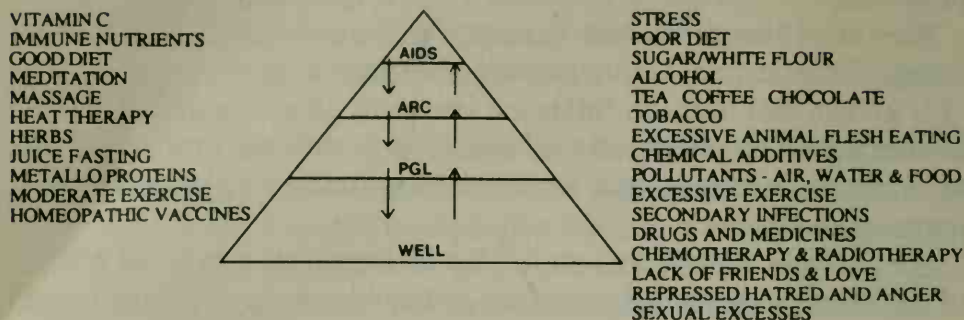 VITAMIN C
IMMUNE NUTRIENTS
GOOD DIET
MEDITATION
MASSAGE
HEAT THERAPY
HERBS
JUICE FASTING
METALLO PROTEINS
MODERATE EXERCISE
HOMEOPATHIC VACCINES
AIDS
ARC
PGL
WELL
STRESS
POOR DIET
SUGAR/WHITE FLOUR
ALCOHOL
TEA COFFEE CHOCOLATE
TOBACCO
EXCESSIVE ANIMAL FLESH EATING
CHEMICAL ADDITIVES
POLLUTANTS - AIR, WATER & FOOD
EXCESSIVE EXERCISE
SECONDARY INFECTIONS
DRUGS AND MEDICINES
CHEMOTHERAPY & RADIOTHERAPY
LACK OF FRIENDS & LOVE
REPRESSED HATRED AND ANGER
SEXUAL EXCESSES